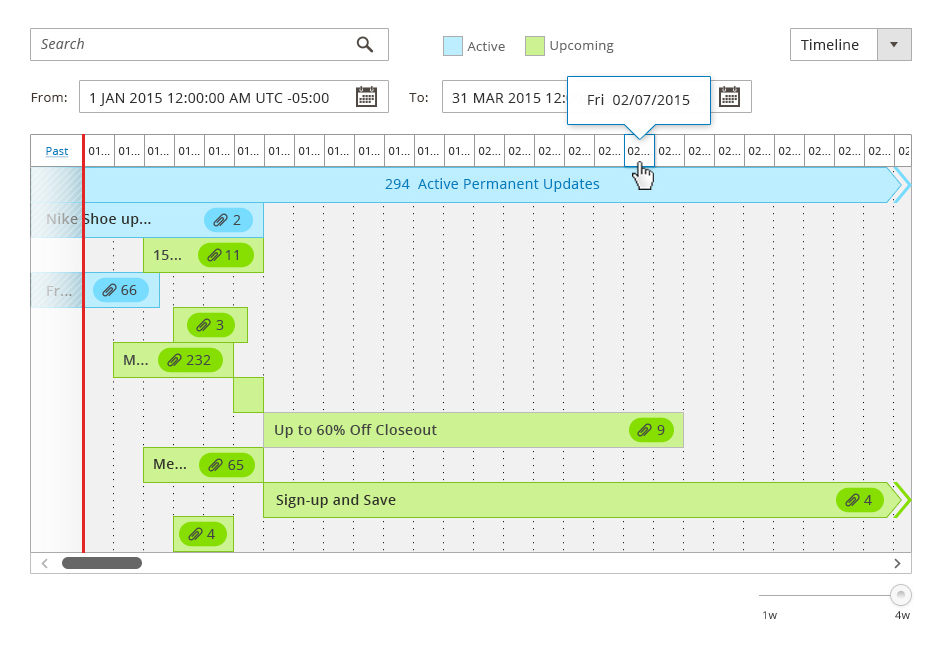 Search
Active
Upcoming
Timeline
From:
1 JAN 2015 12:00:00 AM UTC -05:00
To:
31 MAR 2015 12:
Fri 02/07/2015
Past 01... 01... 01... 01... 01... 01... 01... 01... 01... 01... 01... 01... 01... 02... 02... 02... 02... 02... 02... 02... 02... 02... 02... 02... 02... 02... 02... 02
294 Active Permanent Updates
Nike Shoe up... 2
15... 11
Fr... 66
3
M... 232
Up to 60% Off Closeout 9
Me... 65
Sign-up and Save 4
4
1w 4w